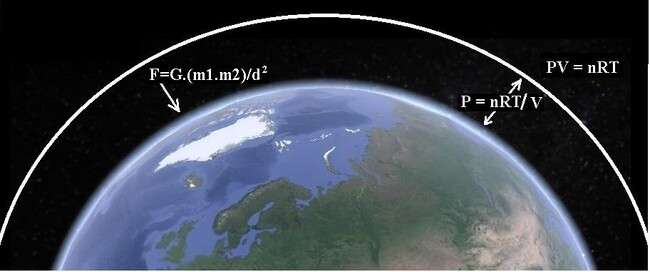 F=G.(m1.m2)/d²
PV = nRT
P = nRT/V